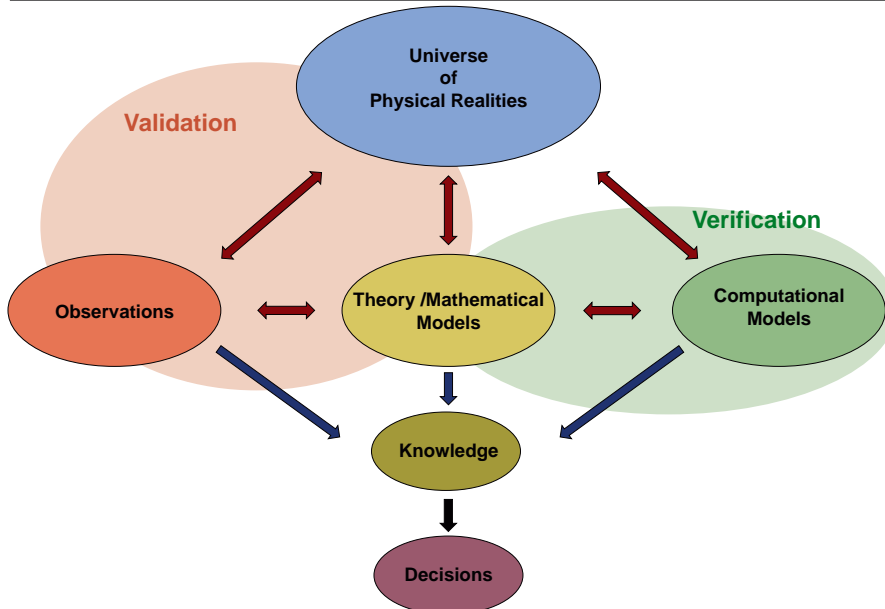 Universe
of
Physical Realities
Validation
Verification
Observations
Theory /Mathematical
Models
Computational
Models
Knowledge
Decisions